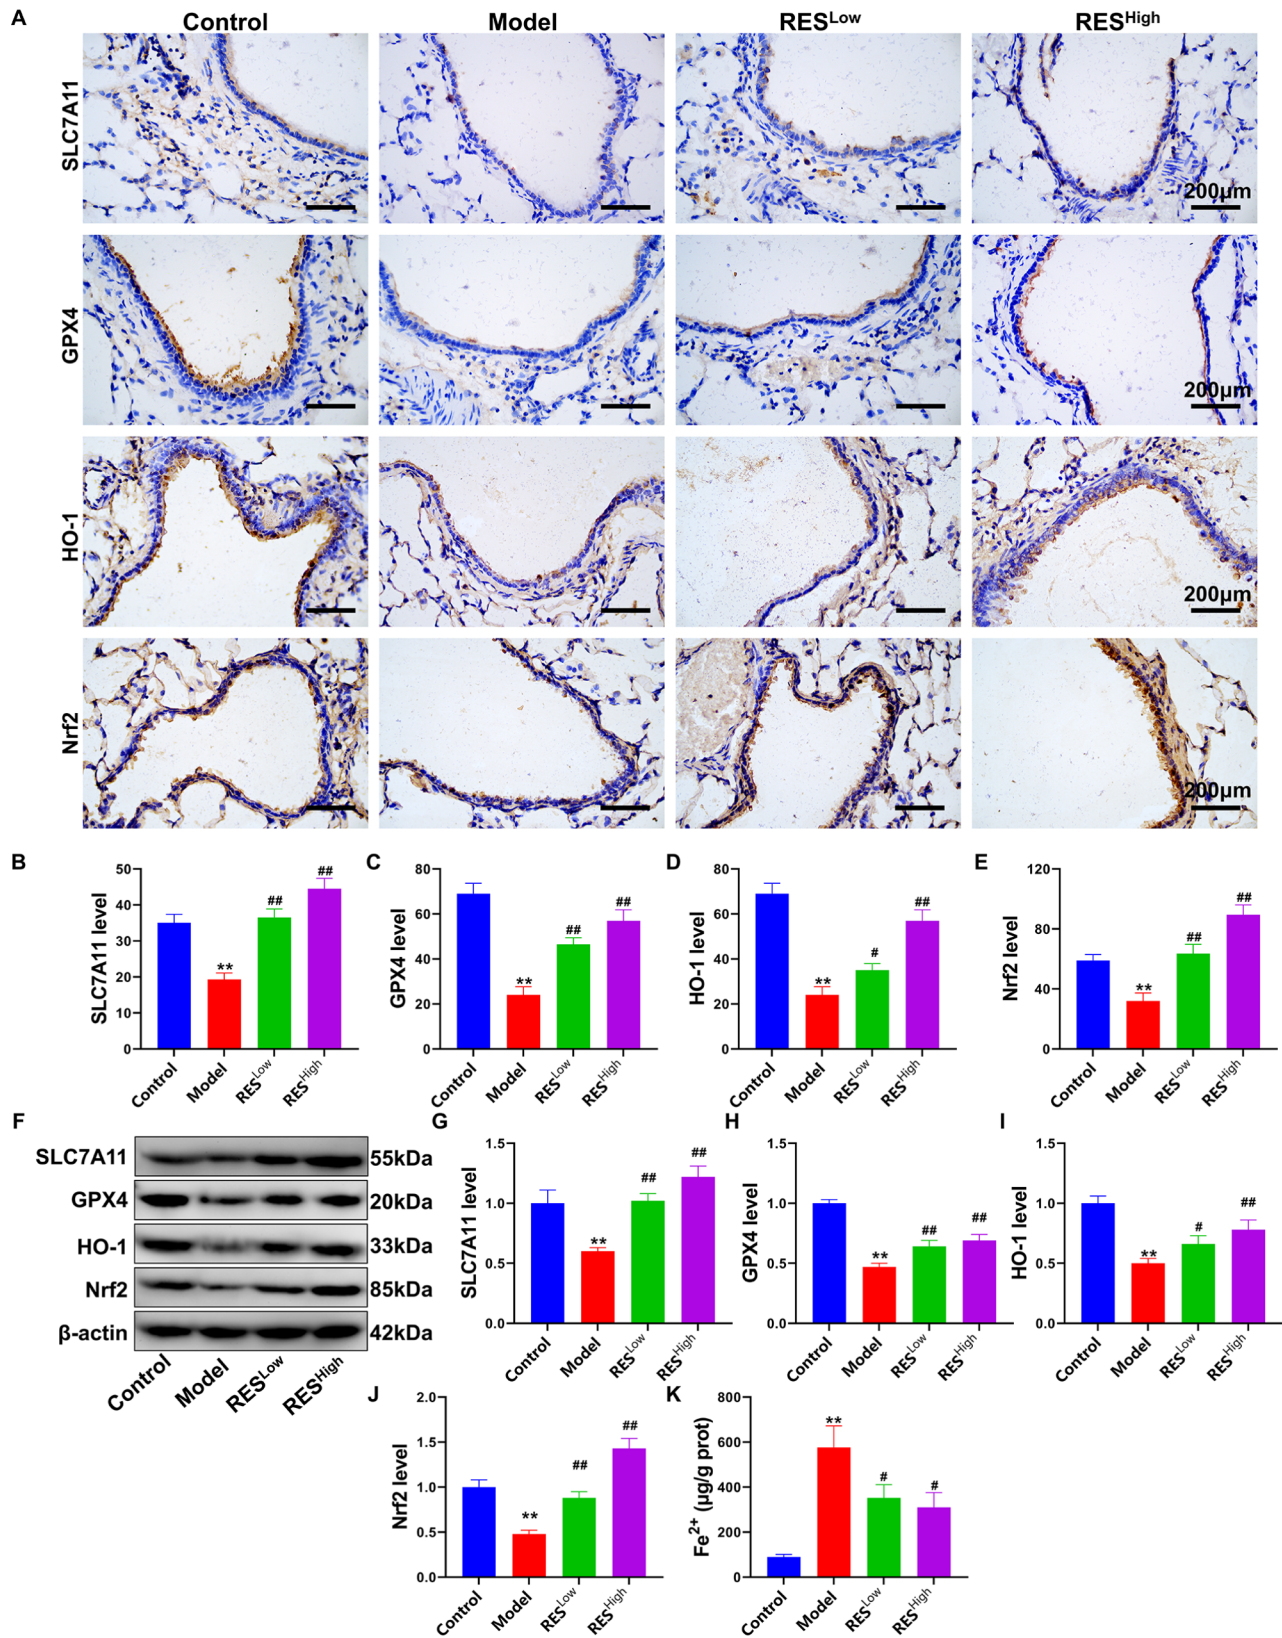 A
Control Model RES^Low RES^High
SLC7A11
200μm
GPX4
200μm
HO-1
200μm
Nrf2
200μm
B
SLC7A11 level
50
40
30
20
10
0
** ## ##
Control Model RES^Low RES^High
C
GPX4 level
80
60
40
20
0
** ## ##
Control Model RES^Low RES^High
D
HO-1 level
80
60
40
20
0
** # ##
Control Model RES^Low RES^High
E
Nrf2 level
120
80
40
0
** ## ##
Control Model RES^Low RES^High
F
SLC7A11 55kDa
GPX4 20kDa
HO-1 33kDa
Nrf2 85kDa
β-actin 42kDa
Control Model RES^Low RES^High
G
SLC7A11 level
1.5
1.0
0.5
0.0
** ## ##
Control Model RES^Low RES^High
H
GPX4 level
1.5
1.0
0.5
0.0
** ## ##
Control Model RES^Low RES^High
I
HO-1 level
1.5
1.0
0.5
0.0
** # ##
Control Model RES^Low RES^High
J
Nrf2 level
2.0
1.5
1.0
0.5
0.0
** ## ##
Control Model RES^Low RES^High
K
Fe²⁺ (μg/g prot)
800
600
400
200
0
** # #
Control Model RES^Low RES^High